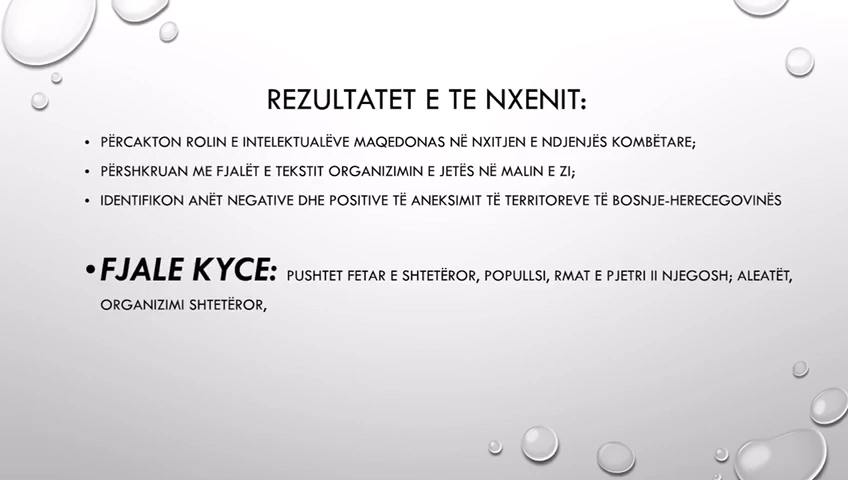 REZULTATET E TE NXENIT:
• PËRCAKTON ROLIN E INTELEKTUALËVE MAQEDONAS NË NXITJEN E NDJENJËS KOMBËTARE;
• PËRSHKRUAN ME FJALËT E TEKSTIT ORGANIZIMIN E JETËS NË MALIN E ZI;
• IDENTIFIKON ANËT NEGATIVE DHE POSITIVE TË ANEKSIMIT TË TERRITOREVE TË BOSNJE-HERECEGOVINËS
• FJALE KYCE: PUSHTET FETAR E SHTETËROR, POPULLSI, RMAT E PJETRI II NJEGOSH; ALEATËT,
ORGANIZIMI SHTETËROR,